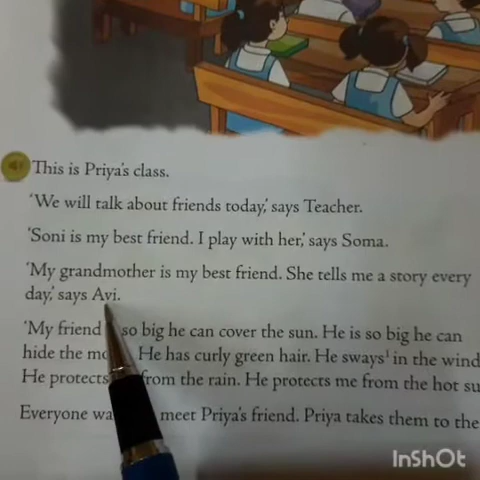 This is Priya's class.
'We will talk about friends today,' says Teacher.
'Soni is my best friend. I play with her,' says Soma.
'My grandmother is my best friend. She tells me a story every
day,' says Avi.
'My friend so big he can cover the sun. He is so big he can
hide the He has curly green hair. He sways¹ in the wind
He protects from the rain. He protects me from the hot su
Everyone wa meet Priya's friend. Priya takes them to the
InShOt